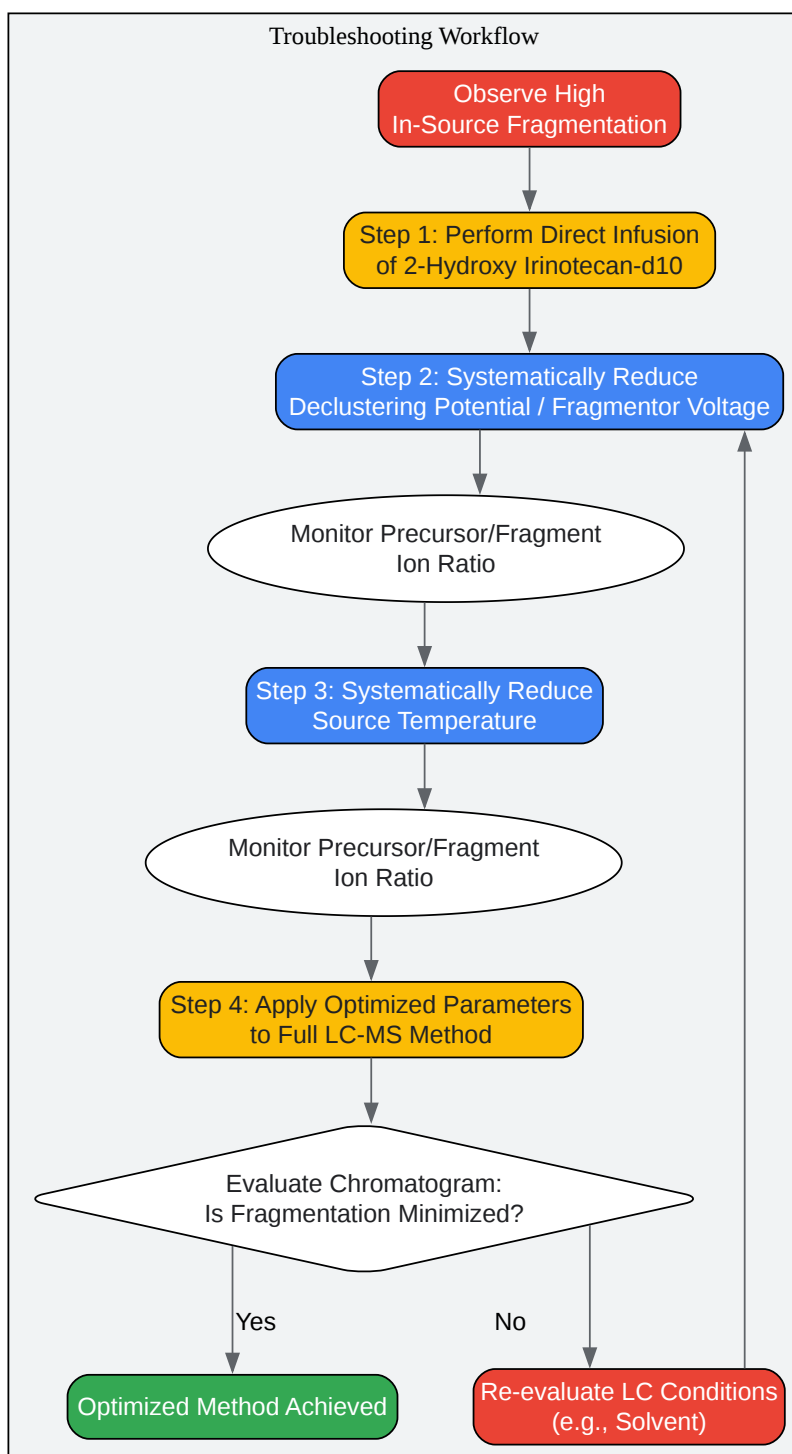 Troubleshooting Workflow
Observe High
In-Source Fragmentation
Step 1: Perform Direct Infusion
of 2-Hydroxy Irinotecan-d10
Step 2: Systematically Reduce
Declustering Potential / Fragmentor Voltage
Monitor Precursor/Fragment
Ion Ratio
Step 3: Systematically Reduce
Source Temperature
Monitor Precursor/Fragment
Ion Ratio
Step 4: Apply Optimized Parameters
to Full LC-MS Method
Evaluate Chromatogram:
Is Fragmentation Minimized?
Yes
No
Optimized Method Achieved
Re-evaluate LC Conditions
(e.g., Solvent)